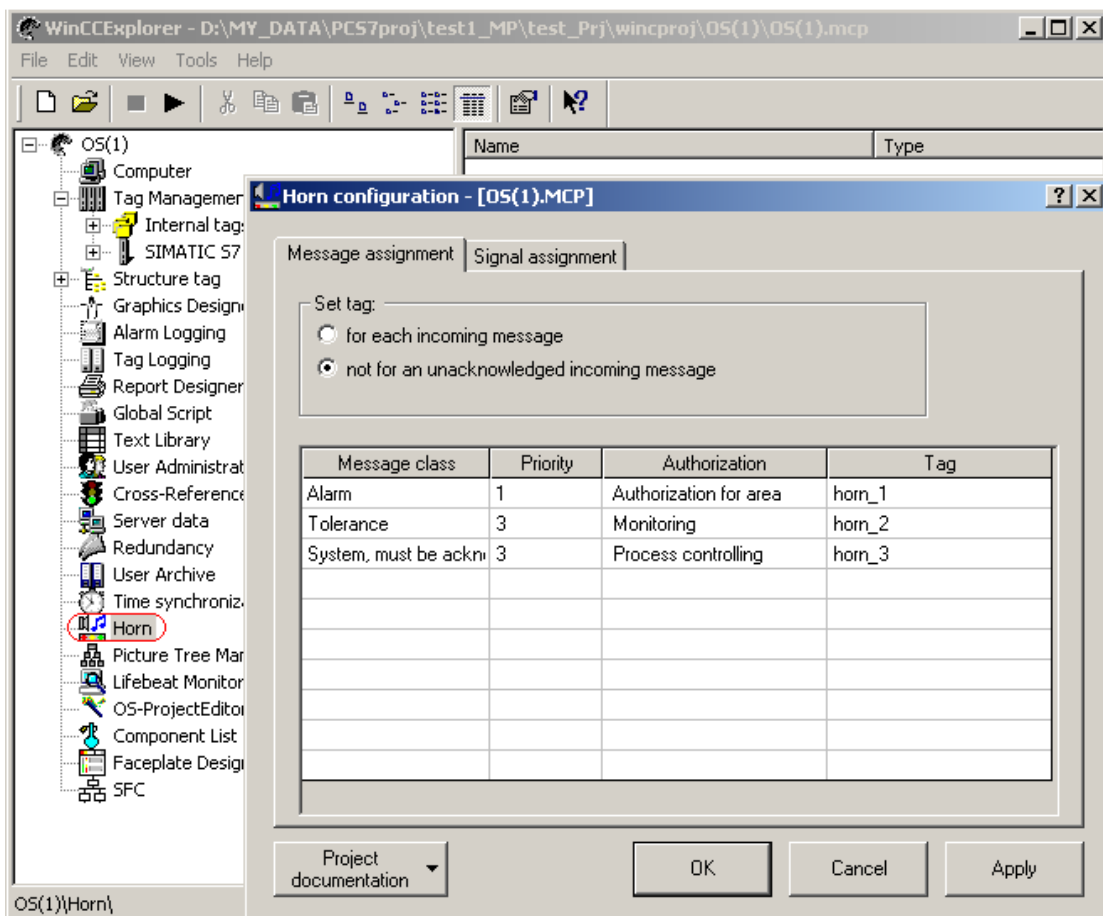 WinCCExplorer - D:\MY_DATA\PCS7proj\test1_MP\test_Prj\wincproj\OS(1)\OS(1).mcp
File Edit View Tools Help
OS(1)
Computer
Tag Managemer
Internal tag:
SIMATIC S7
Structure tag
Graphics Design
Alarm Logging
Tag Logging
Report Designer
Global Script
Text Library
User Administrat
Cross-Reference
Server data
Redundancy
User Archive
Time synchroniz
Horn
Picture Tree Mar
Lifebeat Monitor
OS-ProjectEditor
Component List
Faceplate Desig
SFC
OS(1)\Horn\
Name Type
Horn configuration - [OS(1).MCP]
Message assignment Signal assignment
Set tag:
for each incoming message
not for an unacknowledged incoming message
Message class Priority Authorization Tag
Alarm 1 Authorization for area horn_1
Tolerance 3 Monitoring horn_2
System, must be ackn 3 Process controlling horn_3
Project
documentation
OK Cancel Apply